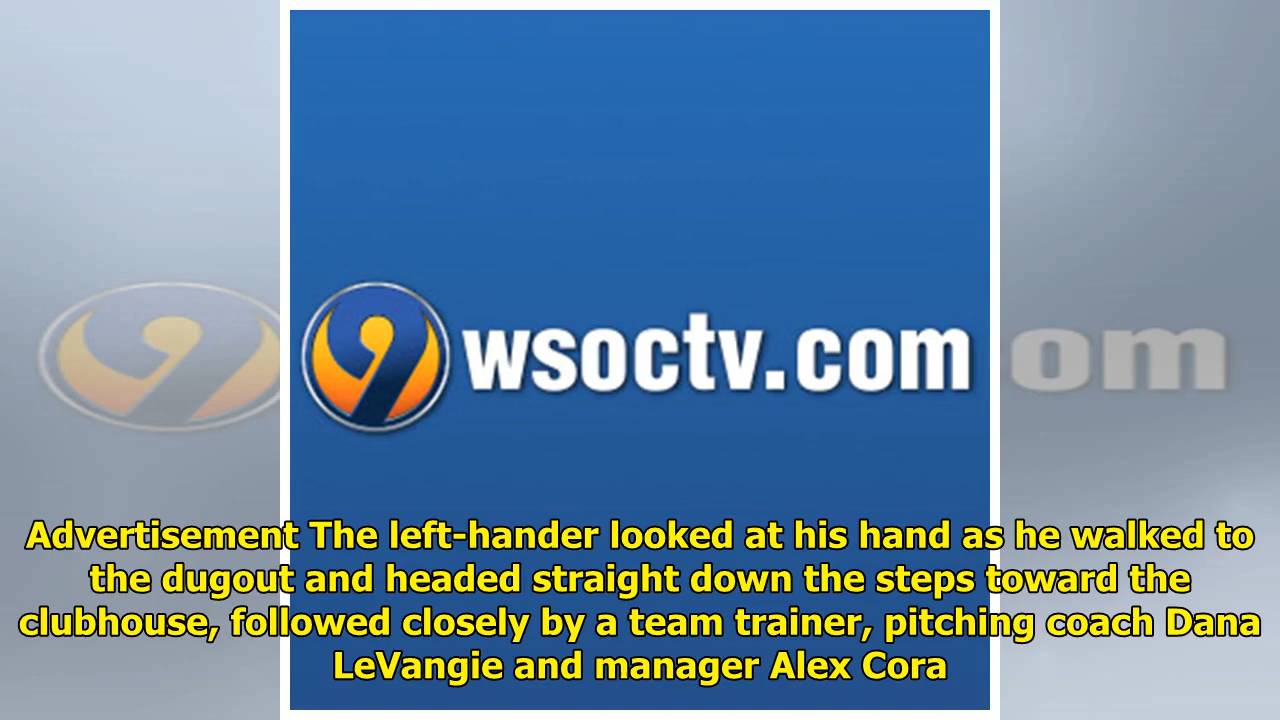 9 wsoctv.com
om
Advertisement The left-hander looked at his hand as he walked to
the dugout and headed straight down the steps toward the
clubhouse, followed closely by a team trainer, pitching coach Dana
LeVangie and manager Alex Cora